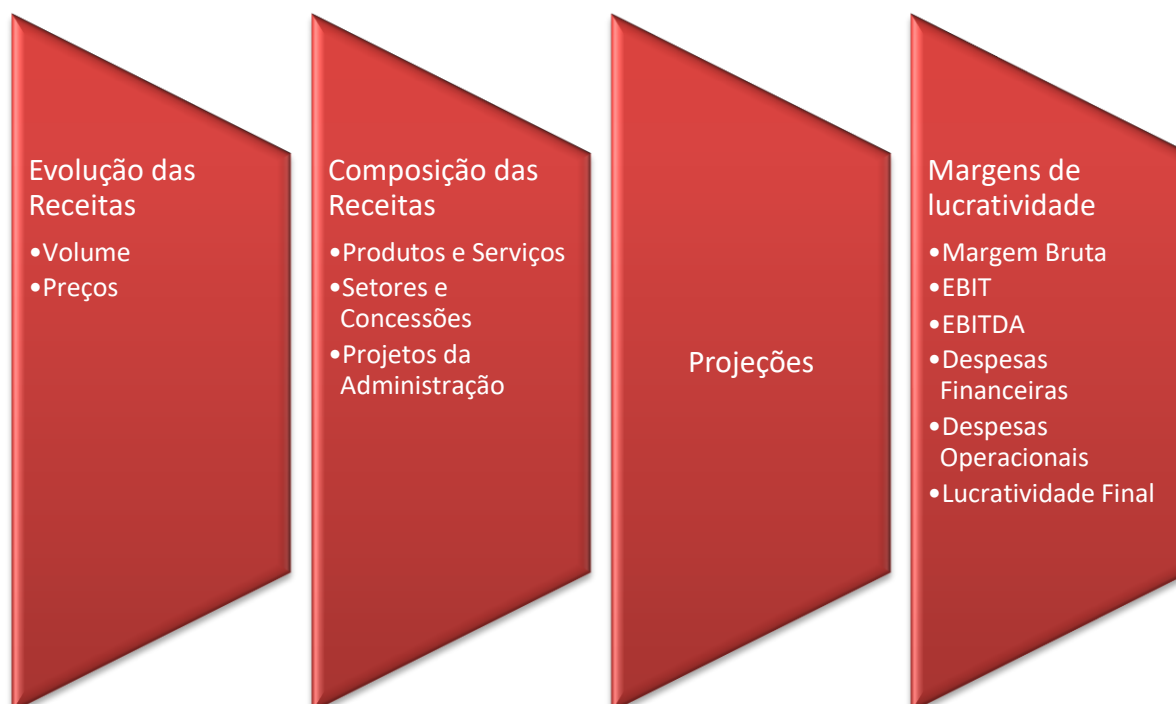 Evolução das
Receitas
•Volume
•Preços
Composição das
Receitas
•Produtos e Serviços
•Setores e
Concessões
•Projetos da
Administração
Projeções
Margens de
lucratividade
•Margem Bruta
•EBIT
•EBITDA
•Despesas
Financeiras
•Despesas
Operacionais
•Lucratividade Final